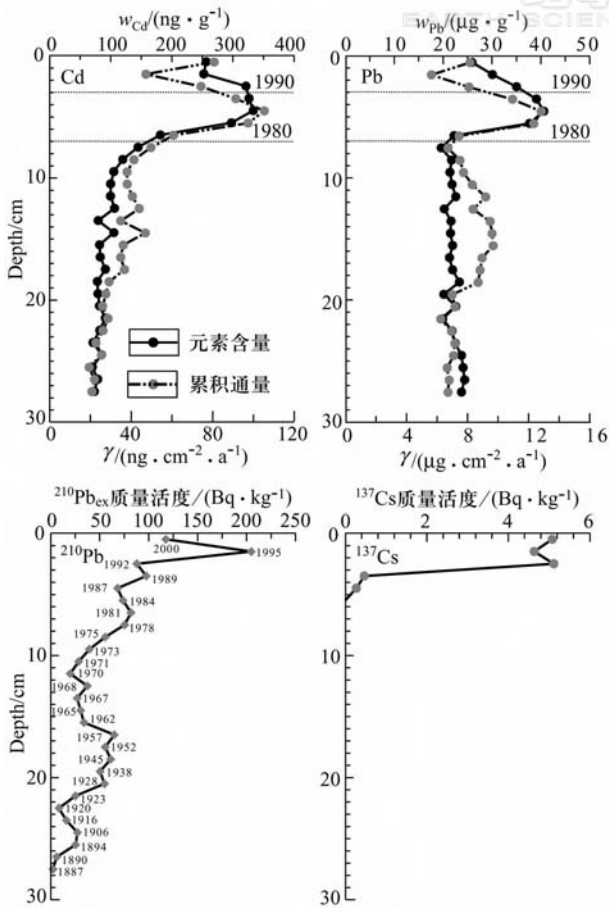 EARTH SCIEN
w_Cd/(ng · g⁻¹)
0 100 200 300 400
w_Pb/(μg · g⁻¹)
0 10 20 30 40 50
Cd
1990
1980
Pb
1990
1980
Depth/cm
0
10
20
30
元素含量
累积通量
0 40 80 120
γ/(ng · cm⁻² · a⁻¹)
0 4 8 12 16
γ/(μg · cm⁻² · a⁻¹)
²¹⁰Pb_ex质量活度/(Bq · kg⁻¹)
0 50 100 150 200 250
¹³⁷Cs质量活度/(Bq · kg⁻¹)
0 2 4 6
²¹⁰Pb
¹³⁷Cs
Depth/cm
0
10
20
30
2000
1995
1992
1989
1987
1984
1981
1978
1975
1973
1971
1970
1968
1967
1965
1962
1957
1952
1945
1938
1928
1923
1920
1916
1906
1894
1890
1887